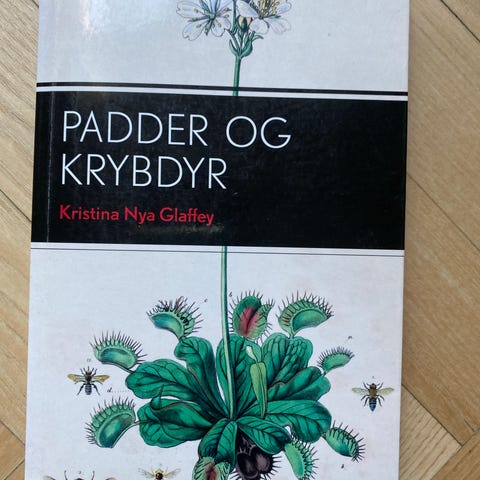 PADDER OG
KRYBDYR
Kristina Nya Glaffey